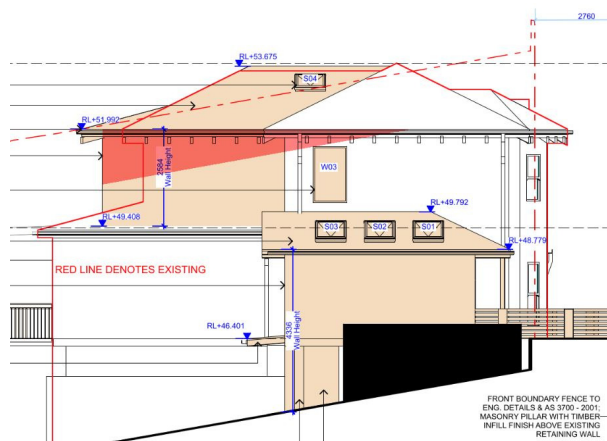 2760
RL+53.675
S04
RL+51.992
2584
Wall Height
W03
RL+49.792
RL+49.408
S03
S02
S01
RL+48.779
RED LINE DENOTES EXISTING
RL+46.401
4336
Wall Height
FRONT BOUNDARY FENCE TO
ENG. DETAILS & AS 3700 - 2001;
MASONRY PILLAR WITH TIMBER
INFILL FINISH ABOVE EXISTING
RETAINING WALL